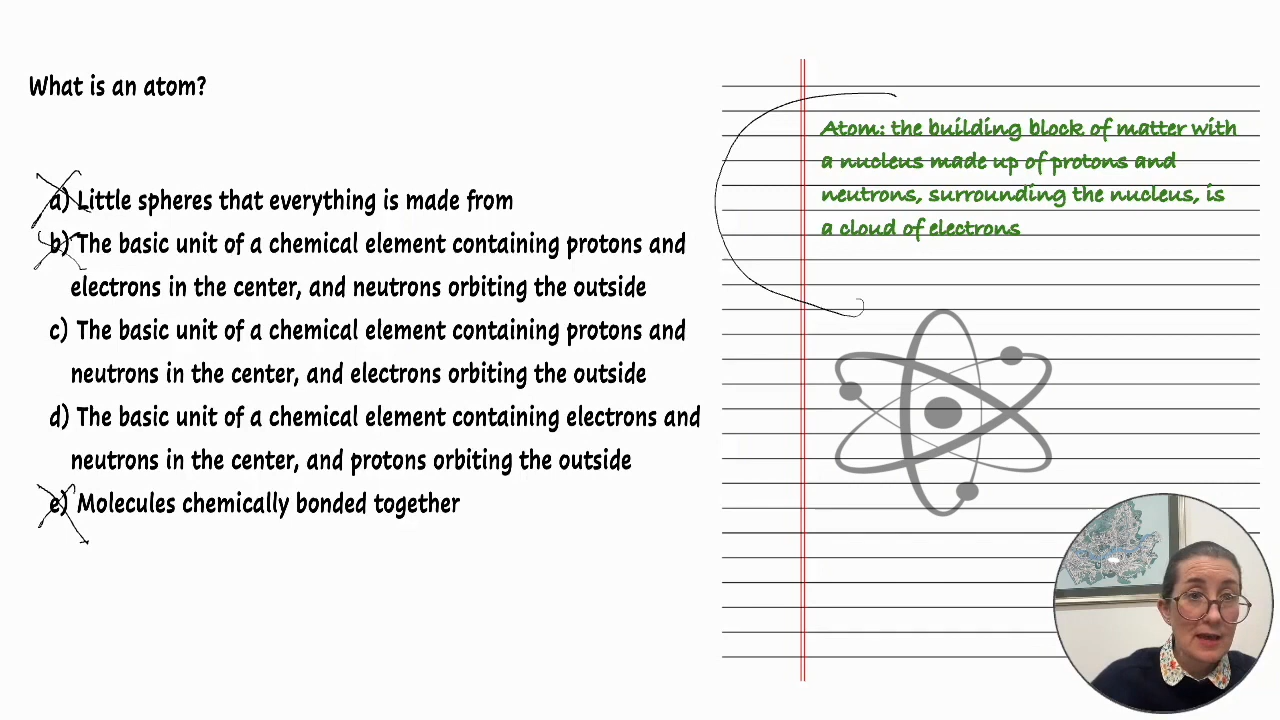 What is an atom?
a) Little spheres that everything is made from
b) The basic unit of a chemical element containing protons and
electrons in the center, and neutrons orbiting the outside
c) The basic unit of a chemical element containing protons and
neutrons in the center, and electrons orbiting the outside
d) The basic unit of a chemical element containing electrons and
neutrons in the center, and protons orbiting the outside
e) Molecules chemically bonded together
Atom: the building block of matter with
a nucleus made up of protons and
neutrons, surrounding the nucleus, is
a cloud of electrons